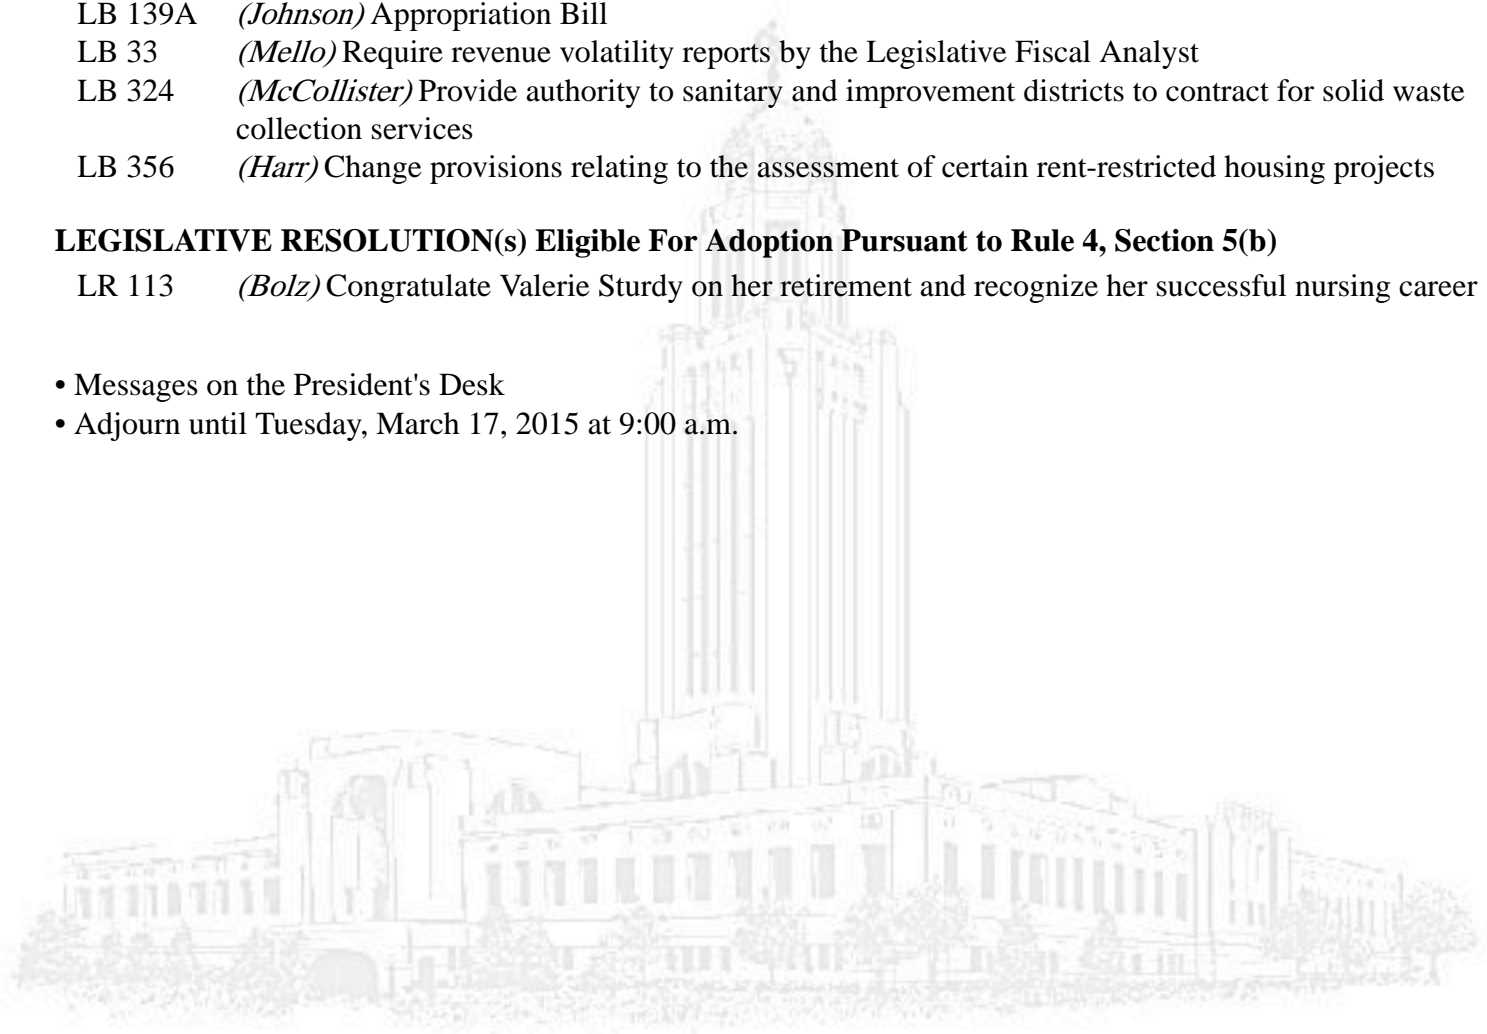 LB 139A (Johnson) Appropriation Bill
LB 33 (Mello) Require revenue volatility reports by the Legislative Fiscal Analyst
LB 324 (McCollister) Provide authority to sanitary and improvement districts to contract for solid waste
collection services
LB 356 (Harr) Change provisions relating to the assessment of certain rent-restricted housing projects
LEGISLATIVE RESOLUTION(s) Eligible For Adoption Pursuant to Rule 4, Section 5(b)
LR 113 (Bolz) Congratulate Valerie Sturdy on her retirement and recognize her successful nursing career
• Messages on the President's Desk
• Adjourn until Tuesday, March 17, 2015 at 9:00 a.m.